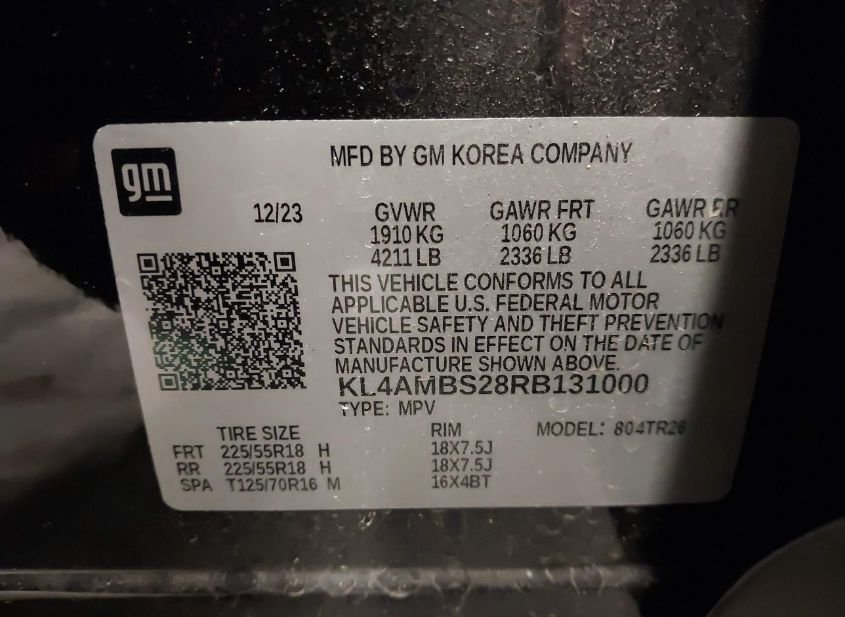 gm
MFD BY GM KOREA COMPANY
12/23 GVWR GAWR FRT GAWR RR
1910 KG 1060 KG 1060 KG
4211 LB 2336 LB 2336 LB
THIS VEHICLE CONFORMS TO ALL
APPLICABLE U.S. FEDERAL MOTOR
VEHICLE SAFETY AND THEFT PREVENTION
STANDARDS IN EFFECT ON THE DATE OF
MANUFACTURE SHOWN ABOVE.
KL4AMBS28RB131000
TYPE: MPV
TIRE SIZE RIM MODEL: 804TR26
FRT 225/55R18 H 18X7.5J
RR 225/55R18 H 18X7.5J
SPA T125/70R16 M 16X4BT